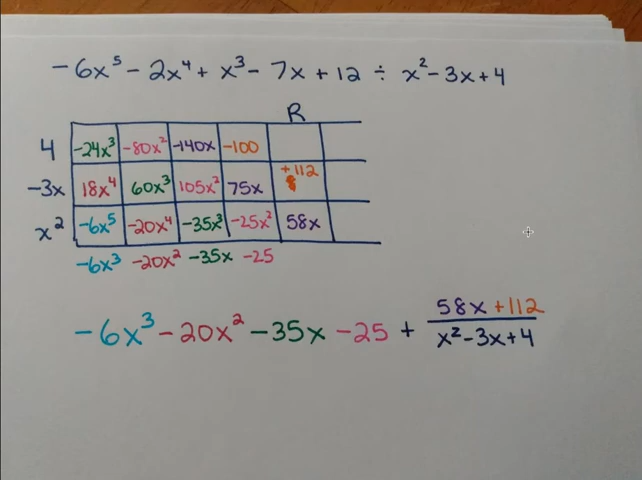 -6x⁵ - 2x⁴ + x³ - 7x + 12 ÷ x² - 3x + 4
R
4 -24x³ -80x² -140x -100
-3x 18x⁴ 60x³ 105x² 75x +112
x² -6x⁵ -20x⁴ -35x³ -25x² 58x
-6x³ -20x² -35x -25
58x + 112
-6x³ - 20x² - 35x - 25 +
x² - 3x + 4